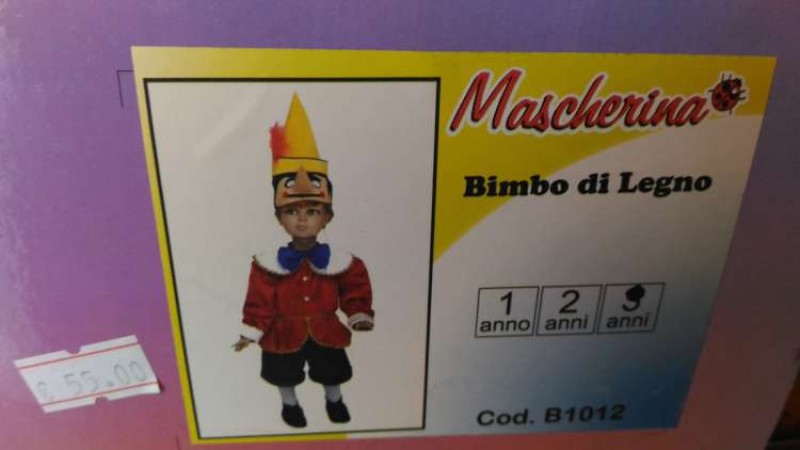 Mascherina
Bimbo di Legno
1 2 3
anno anni anni
€ 55.00
Cod. B1012